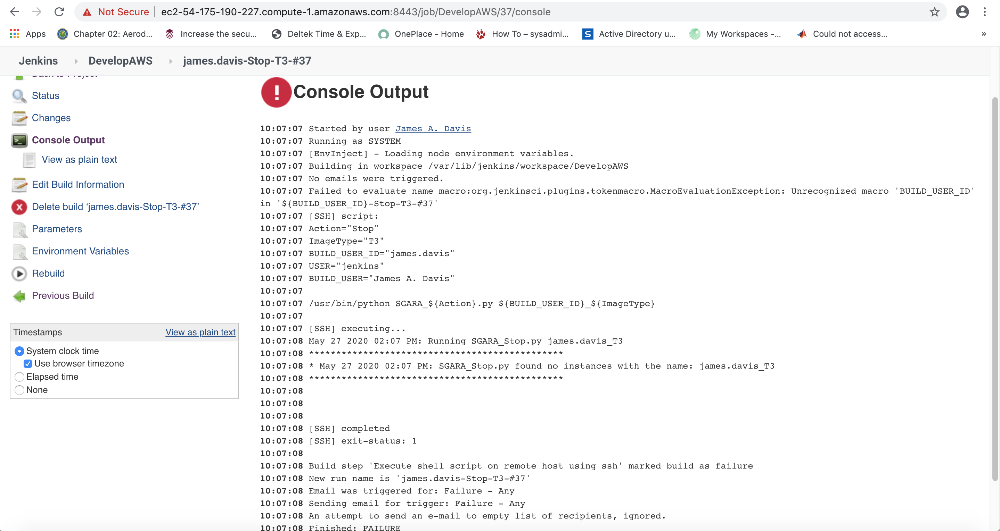 Not Secure | ec2-54-175-190-227.compute-1.amazonaws.com:8443/job/DevelopAWS/37/console
Apps Chapter 02: Aerod... Increase the secu... Deltek Time & Exp... OnePlace - Home How To – sysadmi... Active Directory u... My Workspaces -... Could not access... »
Jenkins DevelopAWS james.davis-Stop-T3-#37
Back to Project
Status
Changes
Console Output
View as plain text
Edit Build Information
Delete build ‘james.davis-Stop-T3-#37’
Parameters
Environment Variables
Rebuild
Previous Build
Timestamps View as plain text
System clock time
Use browser timezone
Elapsed time
None
Console Output
10:07:07 Started by user James A. Davis
10:07:07 Running as SYSTEM
10:07:07 [EnvInject] - Loading node environment variables.
10:07:07 Building in workspace /var/lib/jenkins/workspace/DevelopAWS
10:07:07 No emails were triggered.
10:07:07 Failed to evaluate name macro:org.jenkinsci.plugins.tokenmacro.MacroEvaluationException: Unrecognized macro 'BUILD_USER_ID'
in '${BUILD_USER_ID}-Stop-T3-#37'
10:07:07 [SSH] script:
10:07:07 Action="Stop"
10:07:07 ImageType="T3"
10:07:07 BUILD_USER_ID="james.davis"
10:07:07 USER="jenkins"
10:07:07 BUILD_USER="James A. Davis"
10:07:07
10:07:07 /usr/bin/python SGARA_${Action}.py ${BUILD_USER_ID}_${ImageType}
10:07:07
10:07:07 [SSH] executing...
10:07:08 May 27 2020 02:07 PM: Running SGARA_Stop.py james.davis_T3
10:07:08 ***********************************************
10:07:08 * May 27 2020 02:07 PM: SGARA_Stop.py found no instances with the name: james.davis_T3
10:07:08 ***********************************************
10:07:08
10:07:08
10:07:08
10:07:08 [SSH] completed
10:07:08 [SSH] exit-status: 1
10:07:08
10:07:08 Build step 'Execute shell script on remote host using ssh' marked build as failure
10:07:08 New run name is 'james.davis-Stop-T3-#37'
10:07:08 Email was triggered for: Failure - Any
10:07:08 Sending email for trigger: Failure - Any
10:07:08 An attempt to send an e-mail to empty list of recipients, ignored.
10:07:08 Finished: FAILURE